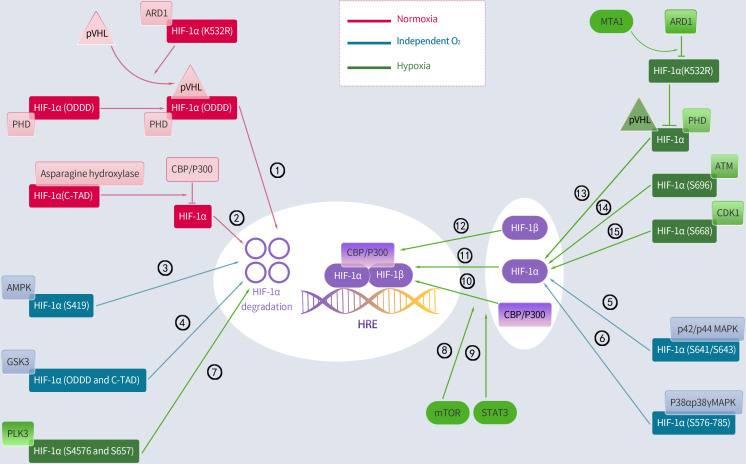 ARD1
pVHL
HIF-1α (K532R)
pVHL
HIF-1α (ODDD)
PHD
HIF-1α (ODDD)
PHD
Asparagine hydroxylase
HIF-1α(C-TAD)
CBP/P300
HIF-1α
①
②
③
AMPK
HIF-1α (S419)
④
GSK3
HIF-1α (ODDD and C-TAD)
⑦
PLK3
HIF-1α (S4576 and S657)
Normoxia
Independent O₂
Hypoxia
HIF-1α
degradation
CBP/P300
HIF-1α
HIF-1β
HRE
⑫
⑪
⑩
HIF-1β
HIF-1α
CBP/P300
⑧
⑨
mTOR
STAT3
MTA1
ARD1
HIF-1α(K532R)
pVHL
PHD
HIF-1α
ATM
HIF-1α (S696)
CDK1
HIF-1α (S668)
⑬
⑭
⑮
⑤
⑥
p42/p44 MAPK
HIF-1α (S641/S643)
P38αp38γMAPK
HIF-1α (S576-785)